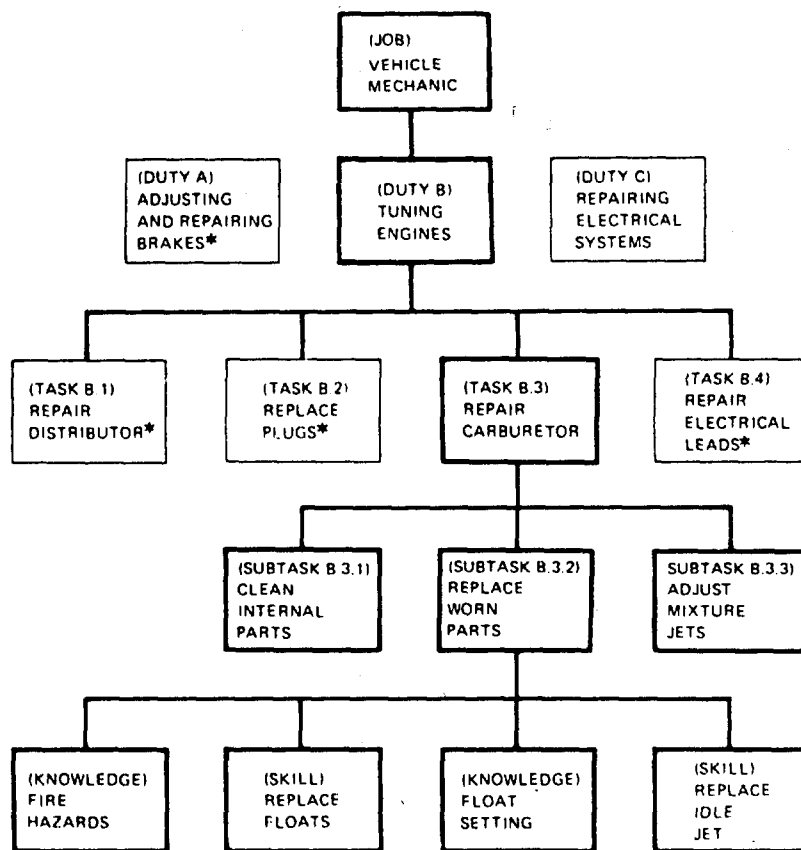 (JOB)
VEHICLE
MECHANIC
(DUTY A)
ADJUSTING
AND REPAIRING
BRAKES*
(DUTY B)
TUNING
ENGINES
(DUTY C)
REPAIRING
ELECTRICAL
SYSTEMS
(TASK B.1)
REPAIR
DISTRIBUTOR*
(TASK B.2)
REPLACE
PLUGS*
(TASK B.3)
REPAIR
CARBURETOR
(TASK B.4)
REPAIR
ELECTRICAL
LEADS*
(SUBTASK B.3.1)
CLEAN
INTERNAL
PARTS
(SUBTASK B.3.2)
REPLACE
WORN
PARTS
SUBTASK B.3.3)
ADJUST
MIXTURE
JETS
(KNOWLEDGE)
FIRE
HAZARDS
(SKILL)
REPLACE
FLOATS
(KNOWLEDGE)
FLOAT
SETTING
(SKILL)
REPLACE
IDLE
JET